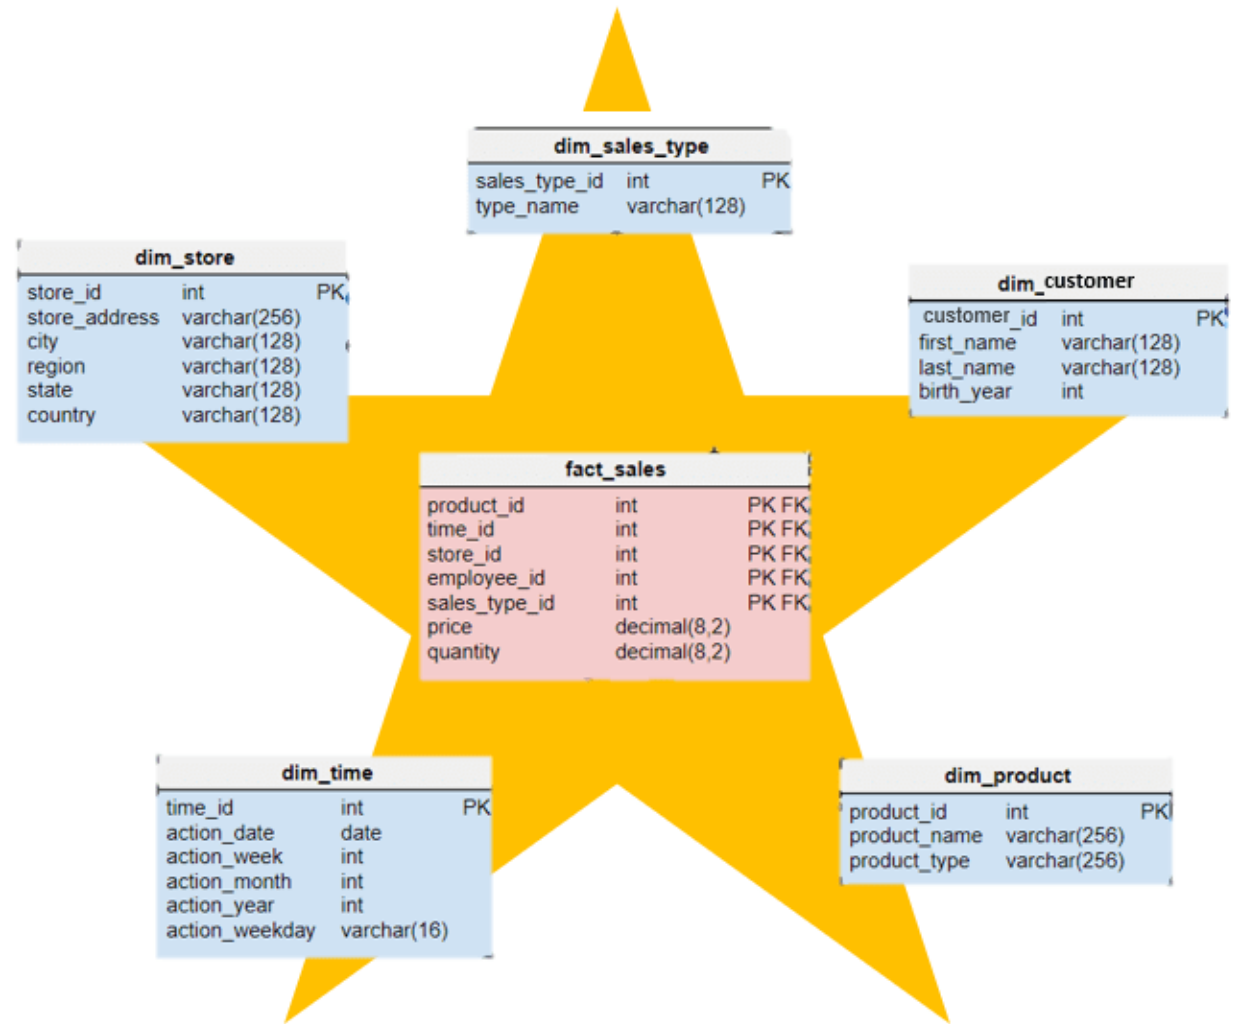 dim_sales_type
sales_type_id int PK
type_name varchar(128)
dim_store
store_id int PK
store_address varchar(256)
city varchar(128)
region varchar(128)
state varchar(128)
country varchar(128)
dim_customer
customer_id int PK
first_name varchar(128)
last_name varchar(128)
birth_year int
fact_sales
product_id int PK FK
time_id int PK FK
store_id int PK FK
employee_id int PK FK
sales_type_id int PK FK
price decimal(8,2)
quantity decimal(8,2)
dim_time
time_id int PK
action_date date
action_week int
action_month int
action_year int
action_weekday varchar(16)
dim_product
product_id int PK
product_name varchar(256)
product_type varchar(256)